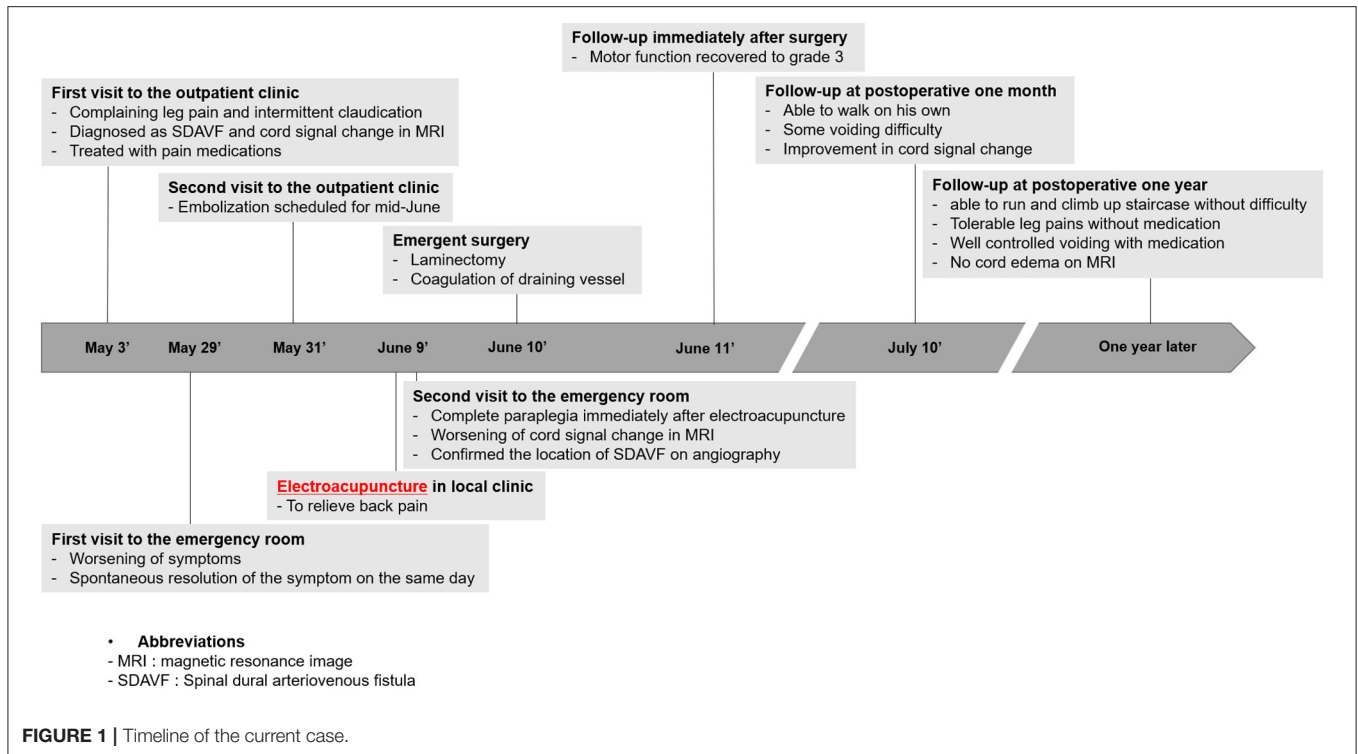 Follow-up immediately after surgery
- Motor function recovered to grade 3
First visit to the outpatient clinic
- Complaining leg pain and intermittent claudication
- Diagnosed as SDAVF and cord signal change in MRI
- Treated with pain medications
Follow-up at postoperative one month
- Able to walk on his own
- Some voiding difficulty
- Improvement in cord signal change
Second visit to the outpatient clinic
- Embolization scheduled for mid-June
Follow-up at postoperative one year
- able to run and climb up staircase without difficulty
- Tolerable leg pains without medication
- Well controlled voiding with medication
- No cord edema on MRI
Emergent surgery
- Laminectomy
- Coagulation of draining vessel
May 3’ May 29’ May 31’ June 9’ June 10’ June 11’ July 10’ One year later
Second visit to the emergency room
- Complete paraplegia immediately after electroacupuncture
- Worsening of cord signal change in MRI
- Confirmed the location of SDAVF on angiography
Electroacupuncture in local clinic
- To relieve back pain
First visit to the emergency room
- Worsening of symptoms
- Spontaneous resolution of the symptom on the same day
• Abbreviations
- MRI : magnetic resonance image
- SDAVF : Spinal dural arteriovenous fistula
FIGURE 1 | Timeline of the current case.